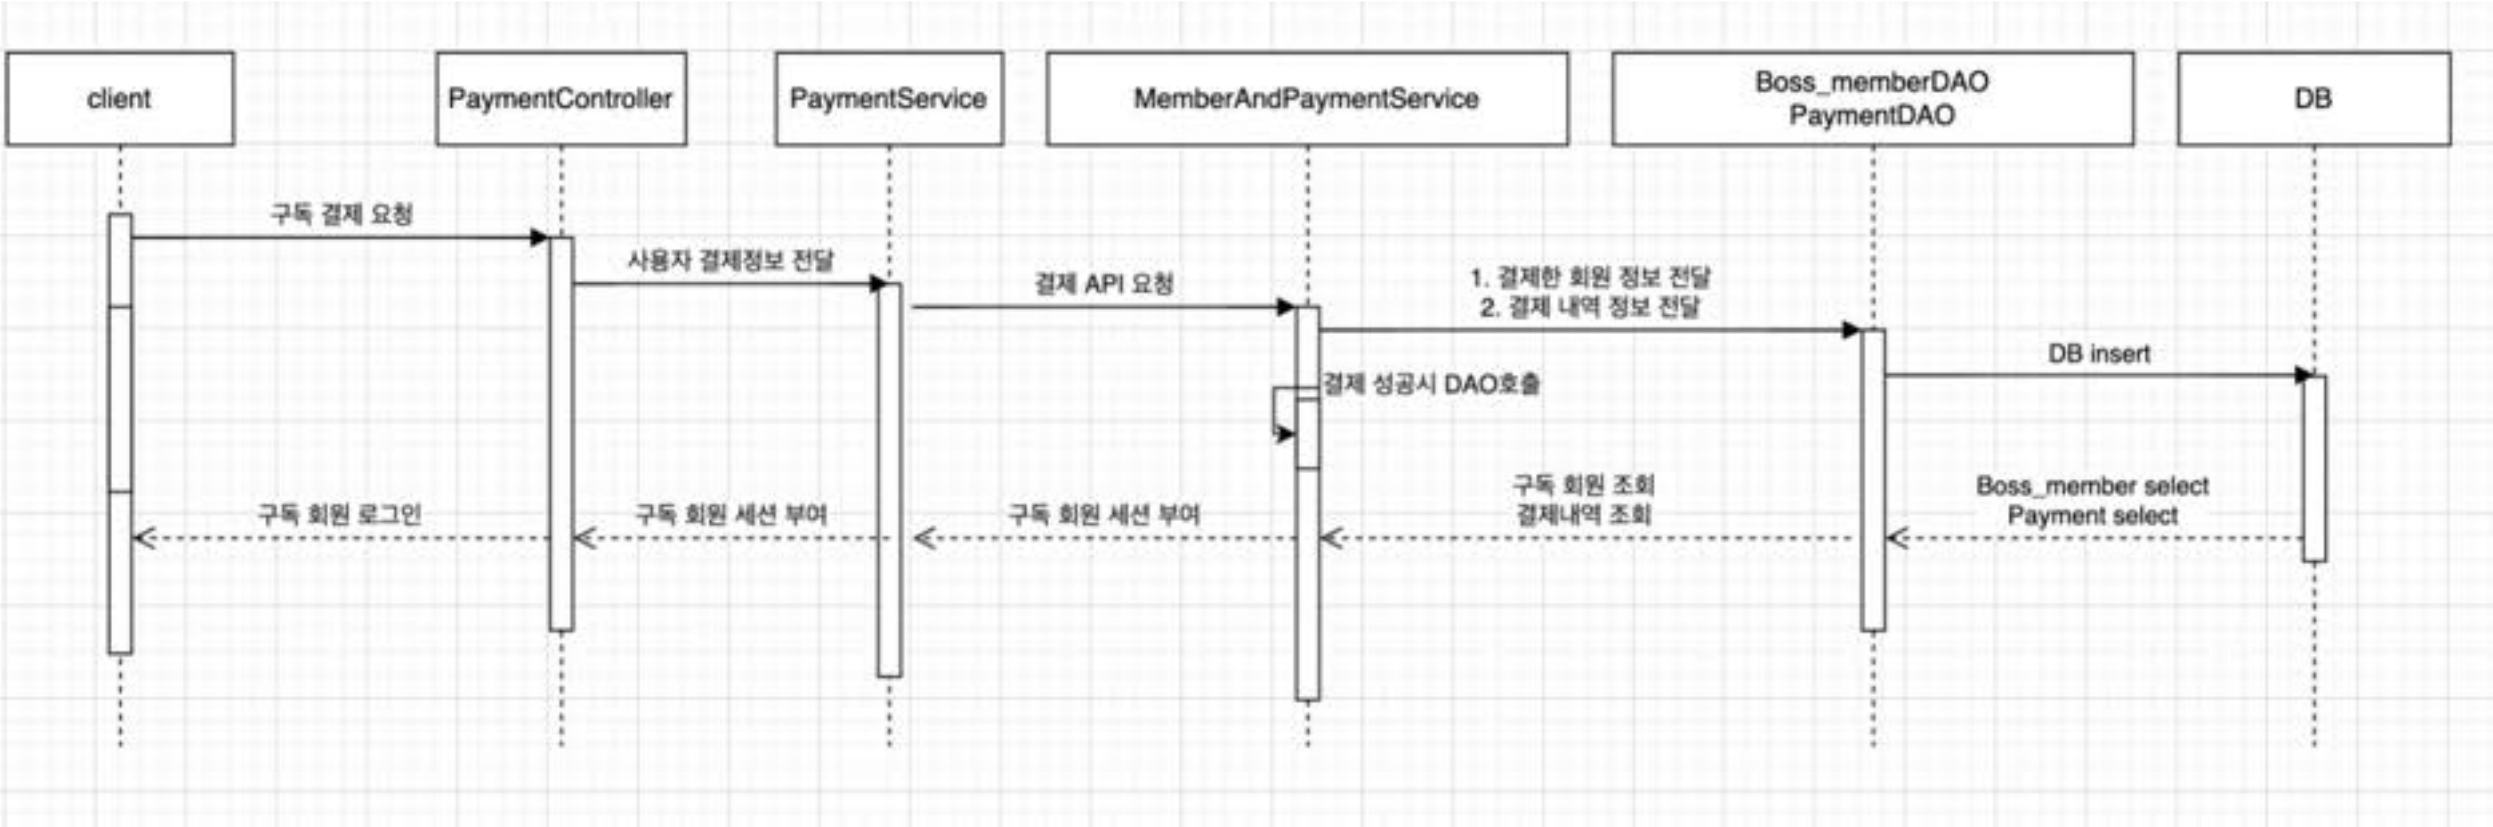 client
PaymentController
PaymentService
MemberAndPaymentService
Boss_memberDAO
PaymentDAO
DB
구독 결제 요청
사용자 결제정보 전달
결제 API 요청
1. 결제한 회원 정보 전달
2. 결제 내역 정보 전달
DB insert
결제 성공시 DAO호출
구독 회원 로그인
구독 회원 세션 부여
구독 회원 세션 부여
구독 회원 조회
결제내역 조회
Boss_member select
Payment select